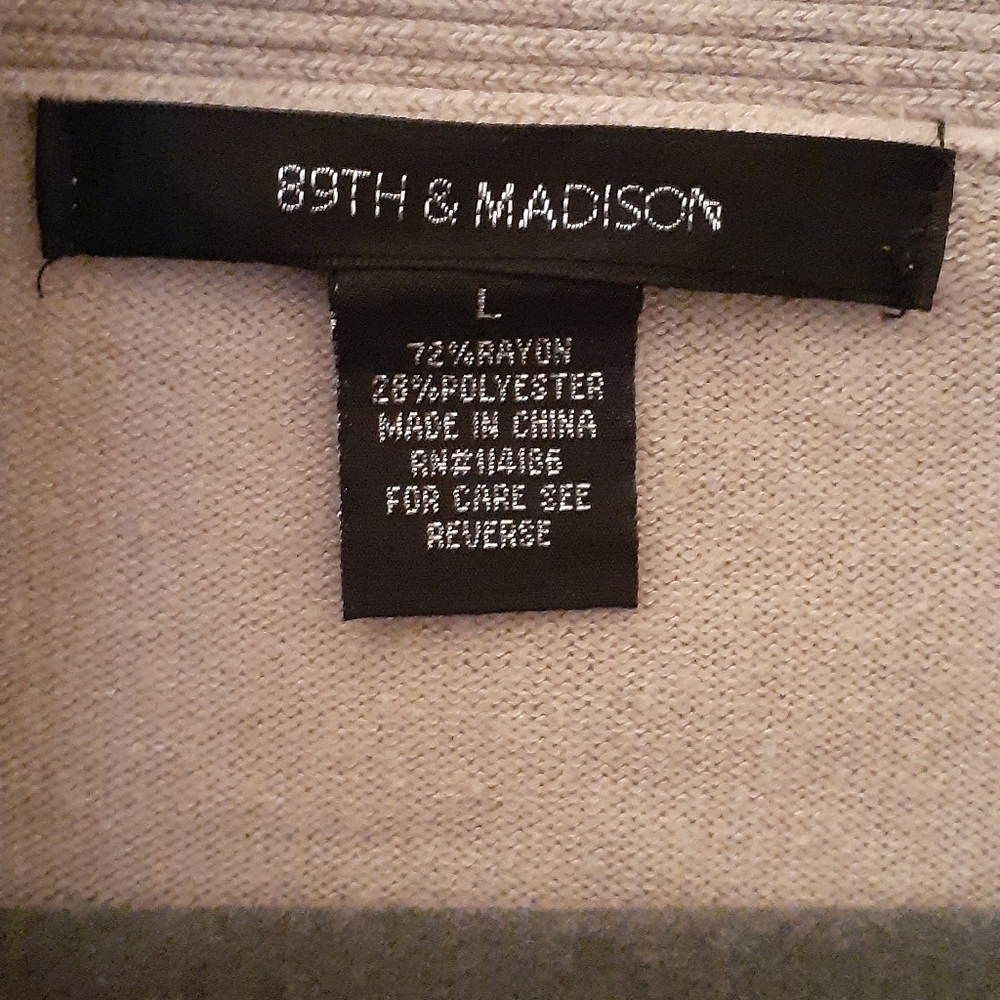 89TH & MADISON
L
72%RAYON
28%POLYESTER
MADE IN CHINA
RN#114186
FOR CARE SEE
REVERSE